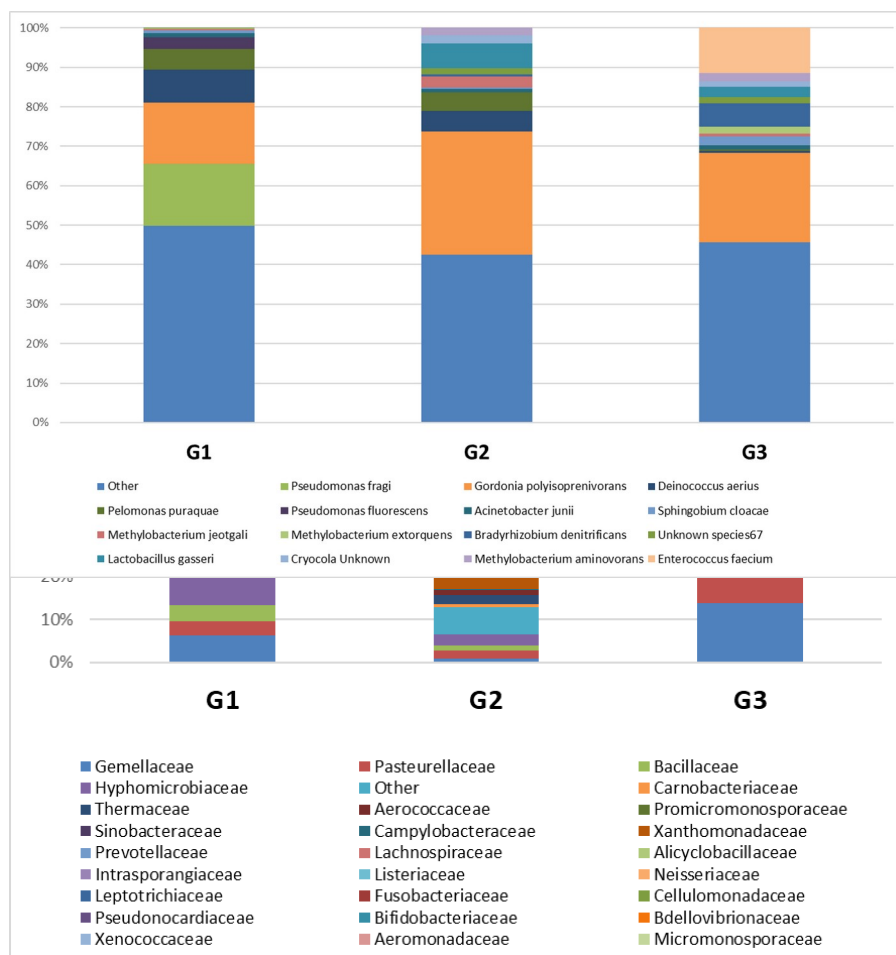 100%
90%
80%
70%
60%
50%
40%
30%
20%
10%
0%
G1 G2 G3
Other Pseudomonas fragi Gordonia polyisoprenivorans Deinococcus aerius
Pelomonas puraquae Pseudomonas fluorescens Acinetobacter junii Sphingobium cloacae
Methylobacterium jeotgali Methylobacterium extorquens Bradyrhizobium denitrificans Unknown species67
Lactobacillus gasseri Cryocola Unknown Methylobacterium aminovorans Enterococcus faecium
20%
10%
0%
G1 G2 G3
Gemellaceae Pasteurellaceae Bacillaceae
Hyphomicrobiaceae Other Carnobacteriaceae
Thermaceae Aerococcaceae Promicromonosporaceae
Sinobacteraceae Campylobacteraceae Xanthomonadaceae
Prevotellaceae Lachnospiraceae Alicyclobacillaceae
Intrasporangiaceae Listeriaceae Neisseriaceae
Leptotrichiaceae Fusobacteriaceae Cellulomonadaceae
Pseudonocardiaceae Bifidobacteriaceae Bdellovibrionaceae
Xenococcaceae Aeromonadaceae Micromonosporaceae